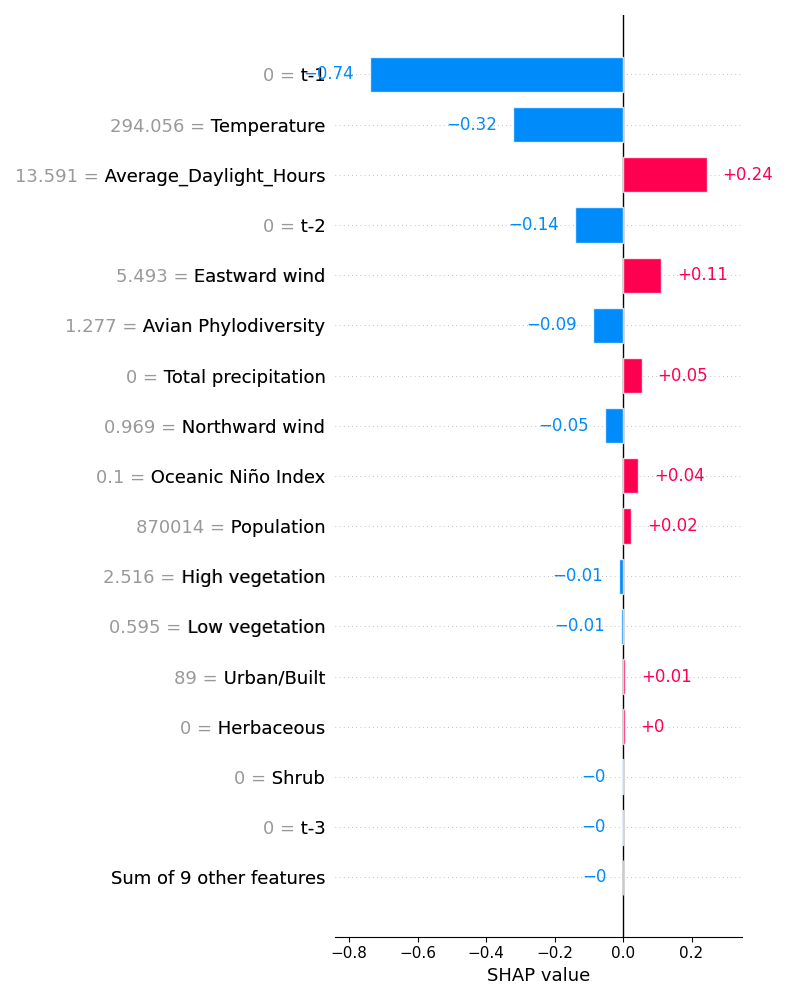 0 = t-1 −0.74
294.056 = Temperature −0.32
13.591 = Average_Daylight_Hours +0.24
0 = t-2 −0.14
5.493 = Eastward wind +0.11
1.277 = Avian Phylodiversity −0.09
0 = Total precipitation +0.05
0.969 = Northward wind −0.05
0.1 = Oceanic Niño Index +0.04
870014 = Population +0.02
2.516 = High vegetation −0.01
0.595 = Low vegetation −0.01
89 = Urban/Built +0.01
0 = Herbaceous +0
0 = Shrub −0
0 = t-3 −0
Sum of 9 other features −0
−0.8 −0.6 −0.4 −0.2 0.0 0.2
SHAP value